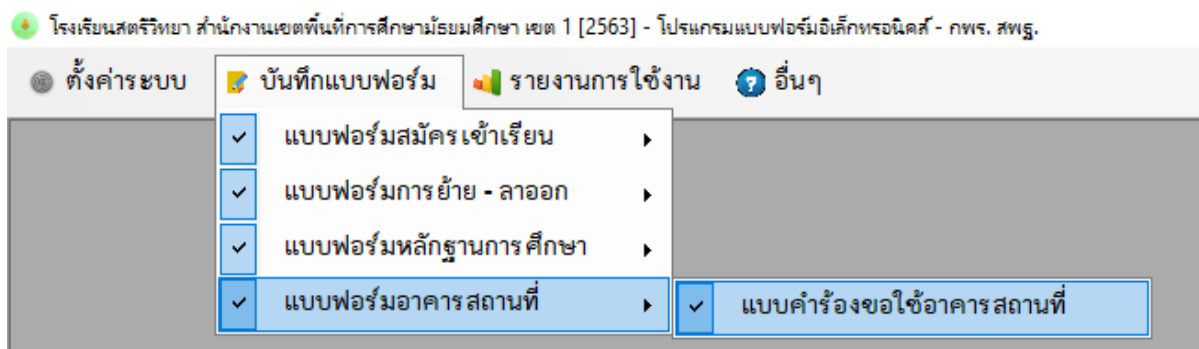 โรงเรียนสตรีวิทยา สำนักงานเขตพื้นที่การศึกษามัธยมศึกษา เขต 1 [2563] - โปรแกรมแบบฟอร์มอิเล็กทรอนิคส์ - กพร. สพฐ.
ตั้งค่าระบบ บันทึกแบบฟอร์ม รายงานการใช้งาน อื่นๆ
แบบฟอร์มสมัครเข้าเรียน
แบบฟอร์มการย้าย - ลาออก
แบบฟอร์มหลักฐานการศึกษา
แบบฟอร์มอาคารสถานที่ แบบคำร้องขอใช้อาคารสถานที่